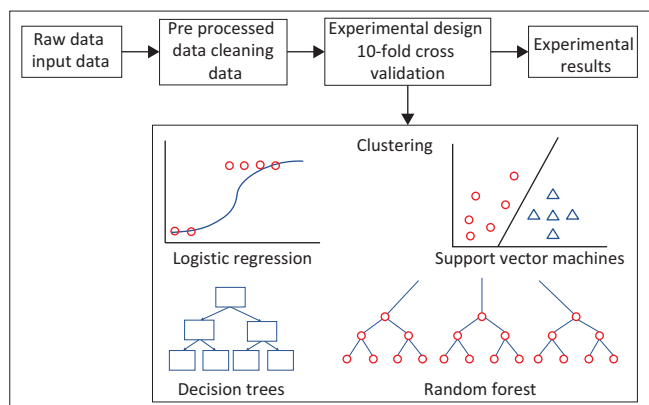 Raw data
input data
Pre processed
data cleaning
data
Experimental design
10-fold cross
validation
Experimental
results
Clustering
Logistic regression
Support vector machines
Decision trees
Random forest